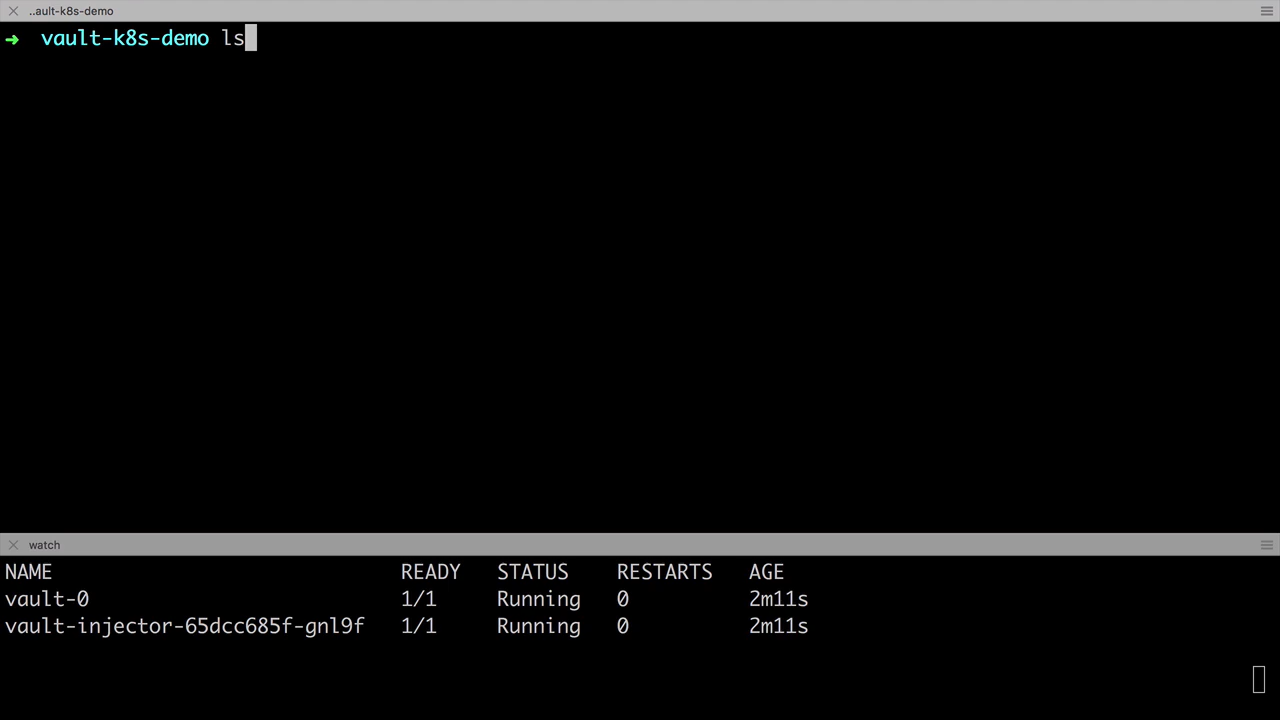 ..ault-k8s-demo
➜ vault-k8s-demo ls
watch
NAME READY STATUS RESTARTS AGE
vault-0 1/1 Running 0 2m11s
vault-injector-65dcc685f-gnl9f 1/1 Running 0 2m11s